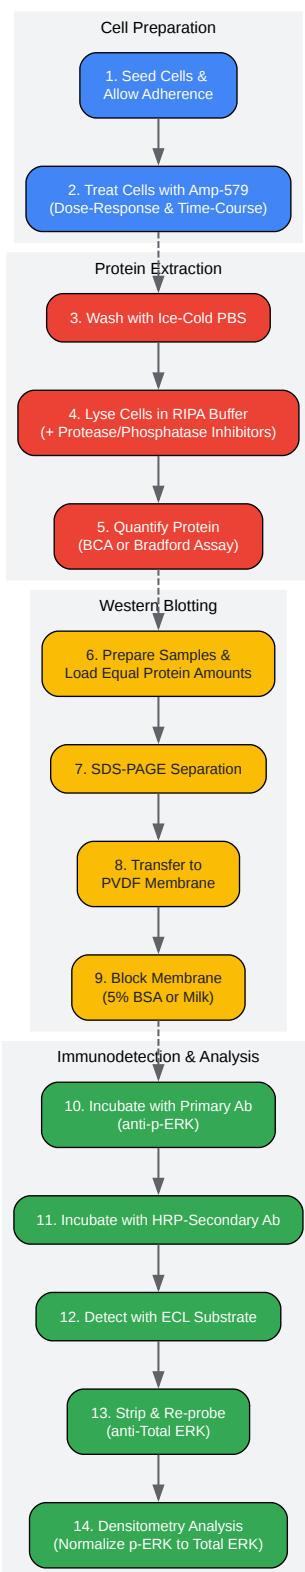 Cell Preparation
1. Seed Cells &
Allow Adherence
2. Treat Cells with Amp-579
(Dose-Response & Time-Course)
Protein Extraction
3. Wash with Ice-Cold PBS
4. Lyse Cells in RIPA Buffer
(+ Protease/Phosphatase Inhibitors)
5. Quantify Protein
(BCA or Bradford Assay)
Western Blotting
6. Prepare Samples &
Load Equal Protein Amounts
7. SDS-PAGE Separation
8. Transfer to
PVDF Membrane
9. Block Membrane
(5% BSA or Milk)
Immunodetection & Analysis
10. Incubate with Primary Ab
(anti-p-ERK)
11. Incubate with HRP-Secondary Ab
12. Detect with ECL Substrate
13. Strip & Re-probe
(anti-Total ERK)
14. Densitometry Analysis
(Normalize p-ERK to Total ERK)